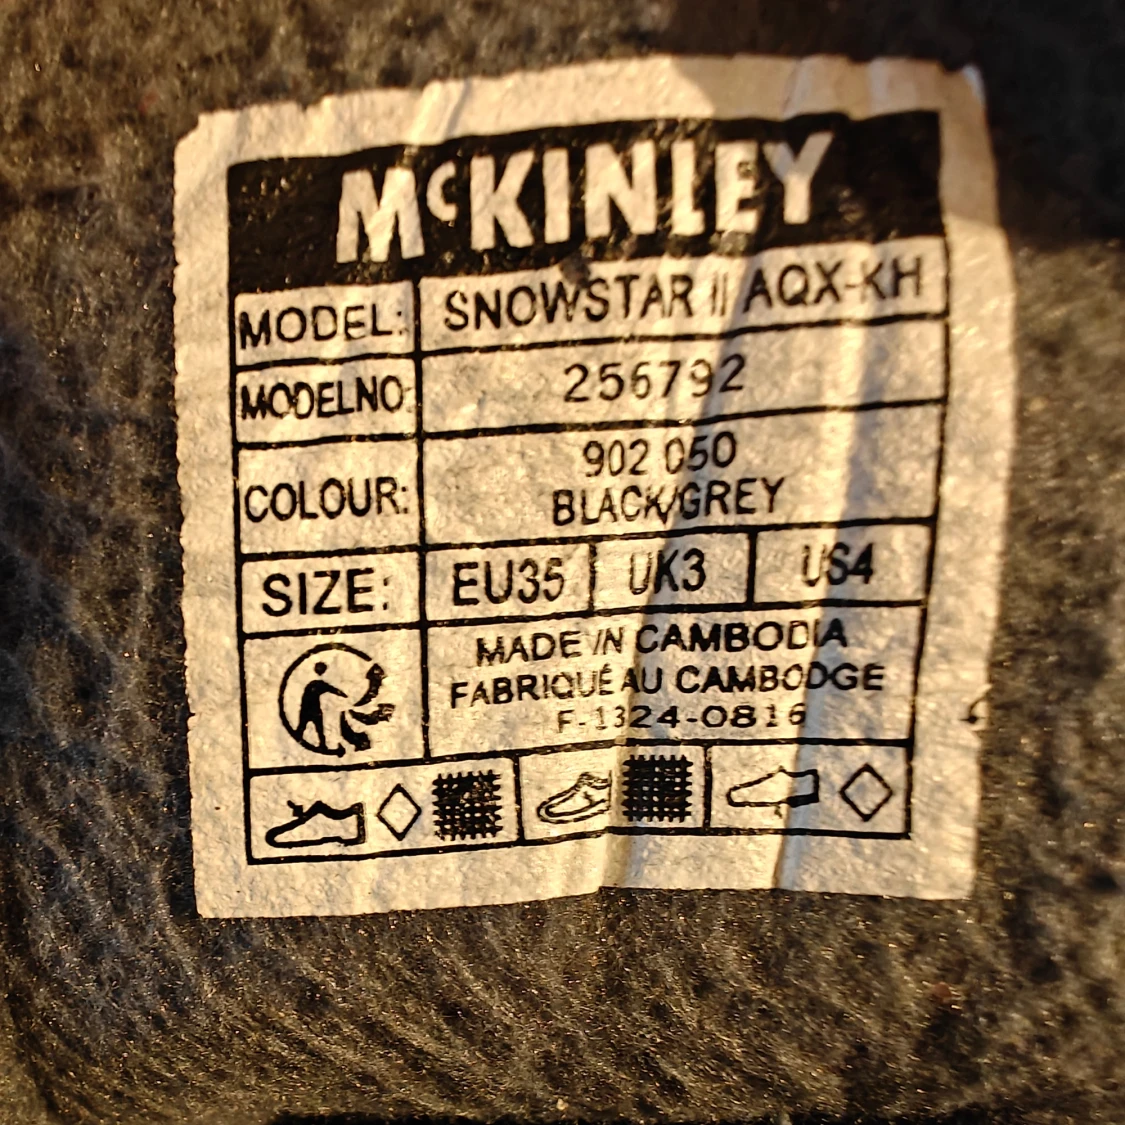 McKINLEY
MODEL: SNOWSTAR II AQX-KH
MODELNO: 256792
COLOUR: 902 050
BLACK/GREY
SIZE: EU35 UK3 US4
MADE IN CAMBODIA
FABRIQUÉ AU CAMBODGE
F-1324-0816